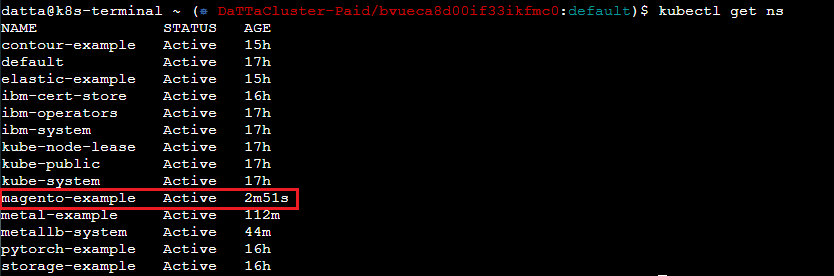 datta@k8s-terminal ~ (⎈ DaTTaCluster-Paid/bvueca8d00if33ikfmc0:default)$ kubectl get ns
NAME STATUS AGE
contour-example Active 15h
default Active 17h
elastic-example Active 15h
ibm-cert-store Active 16h
ibm-operators Active 17h
ibm-system Active 17h
kube-node-lease Active 17h
kube-public Active 17h
kube-system Active 17h
magento-example Active 2m51s
metal-example Active 112m
metallb-system Active 44m
pytorch-example Active 16h
storage-example Active 16h